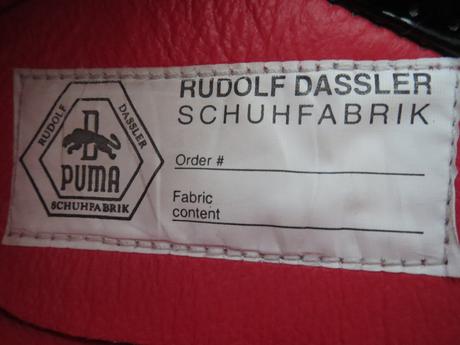 RUDOLF DASSLER
SCHUHFABRIK
RUDOLF DASSLER
D
PUMA
SCHUHFABRIK
Order #
Fabric
content